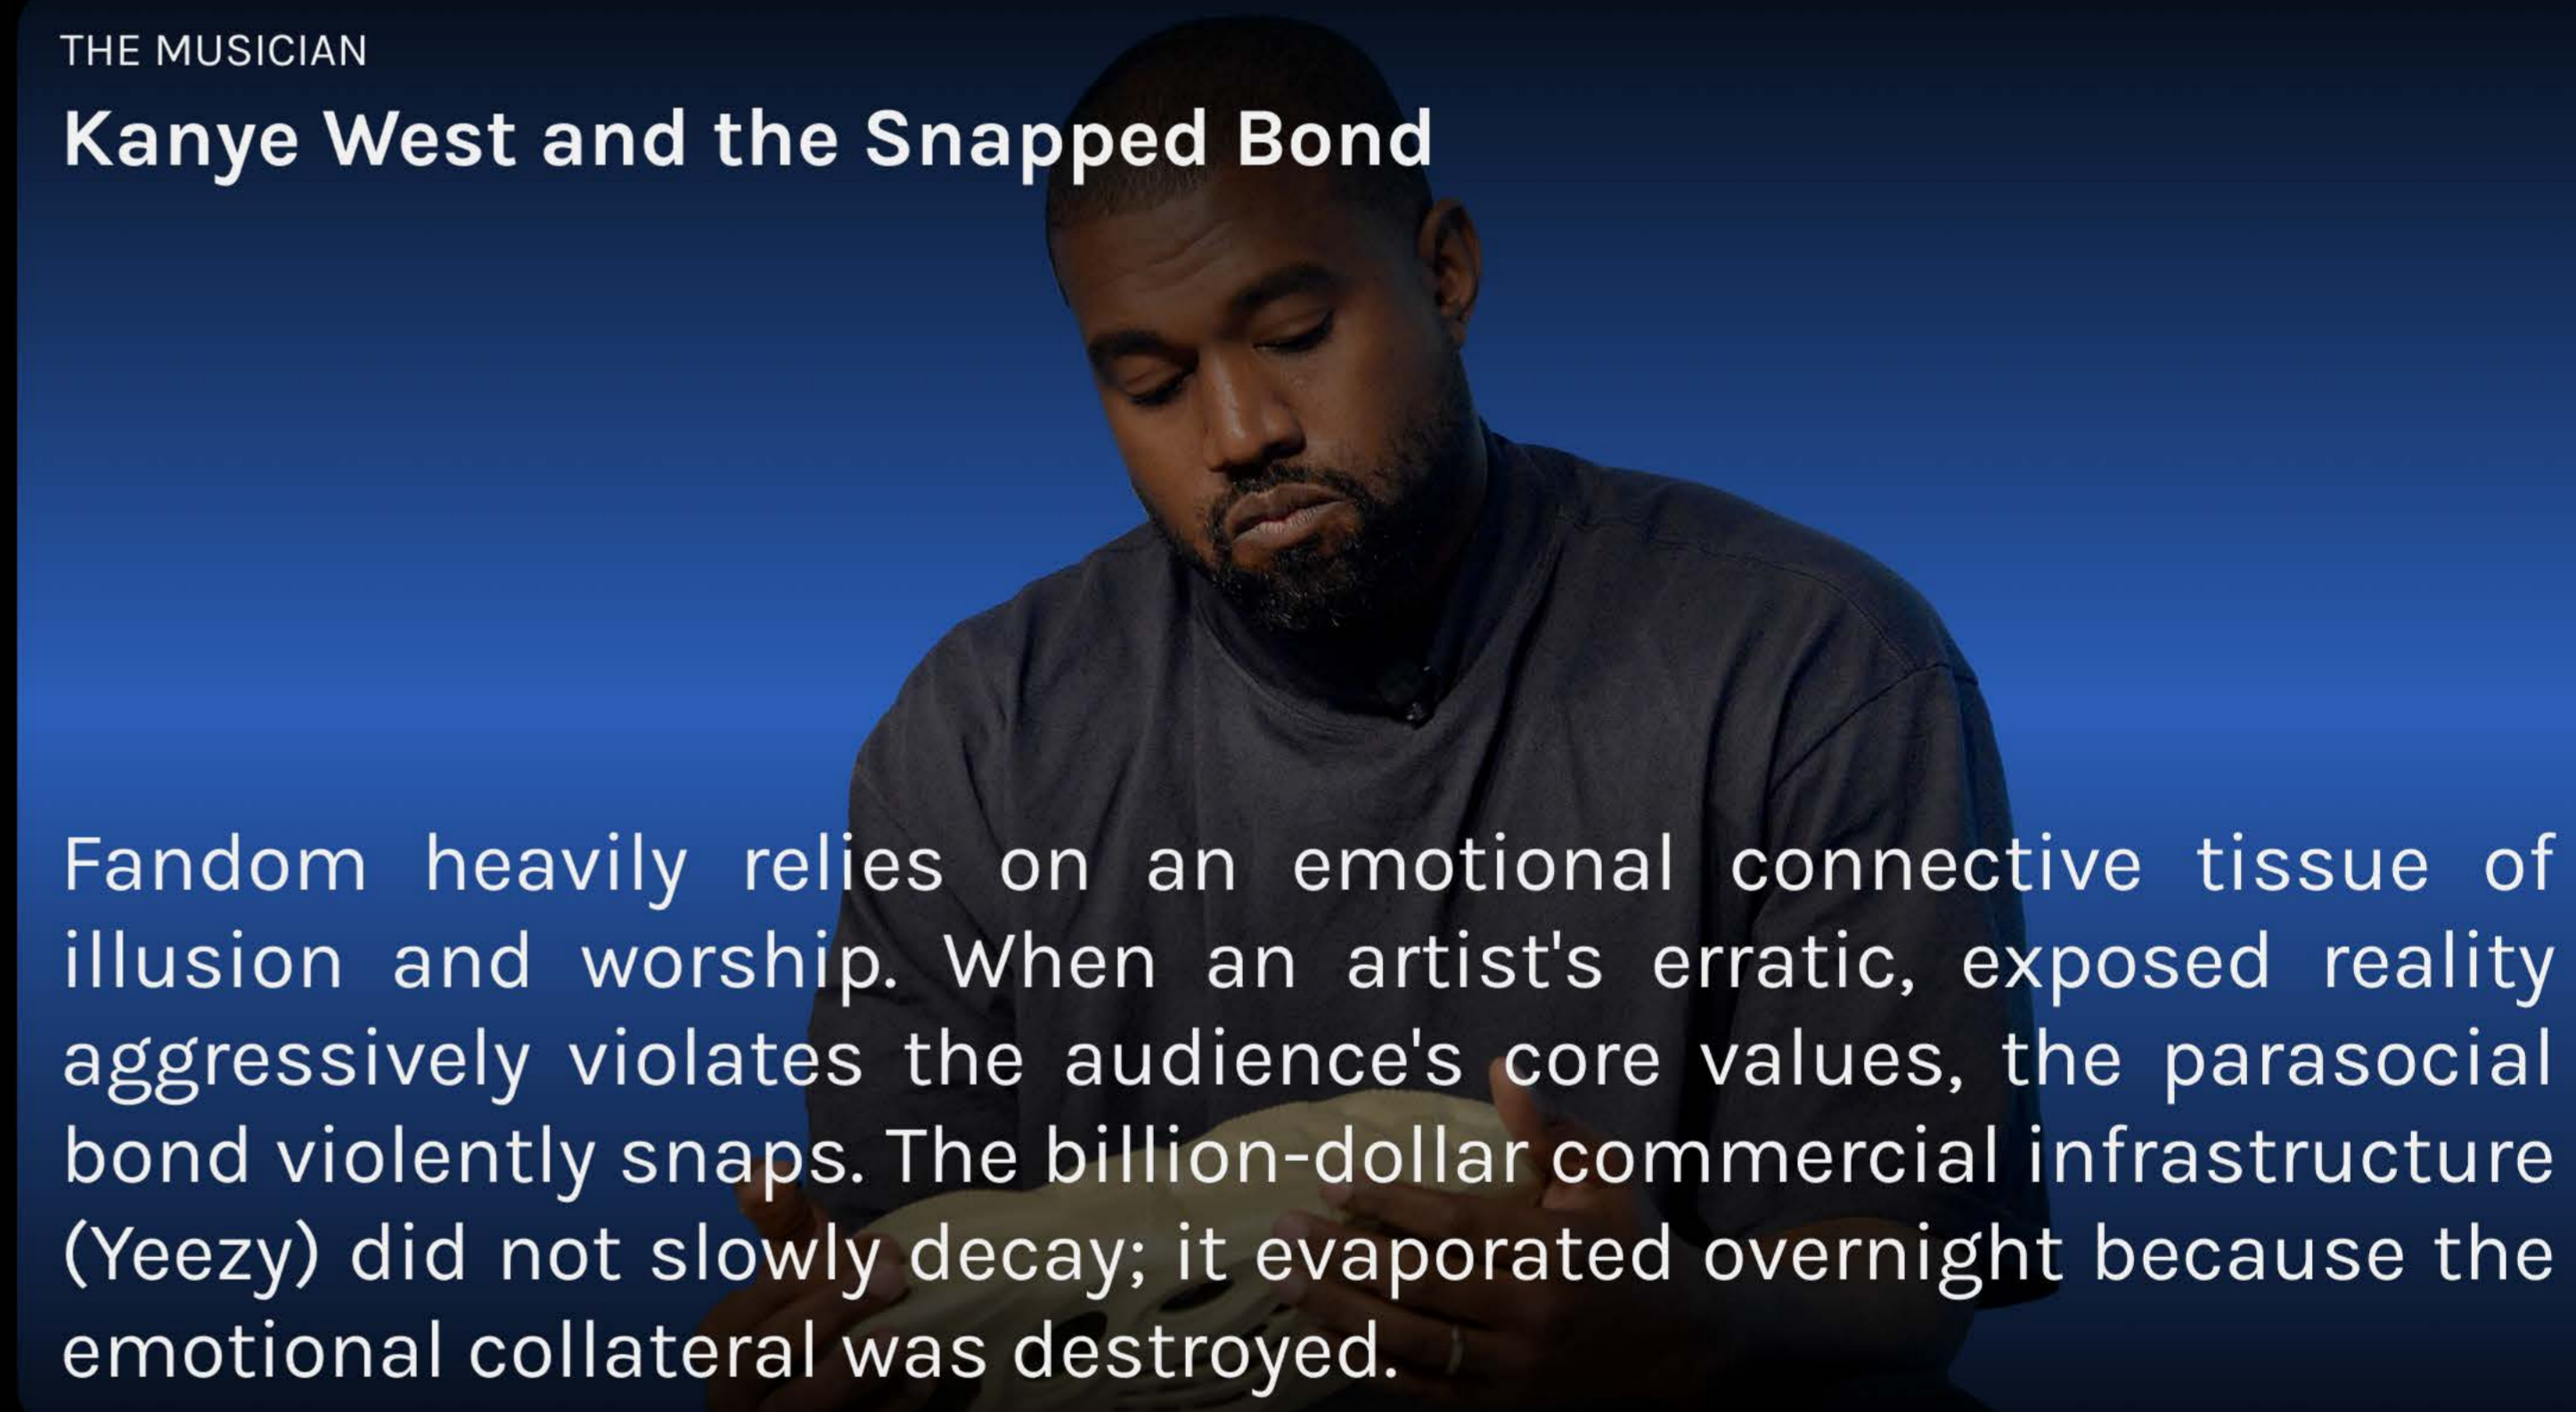 THE MUSICIAN
Kanye West and the Snapped Bond
Fandom heavily relies on an emotional connective tissue of
illusion and worship. When an artist's erratic, exposed reality
aggressively violates the audience's core values, the parasocial
bond violently snaps. The billion-dollar commercial infrastructure
(Yeezy) did not slowly decay; it evaporated overnight because the
emotional collateral was destroyed.